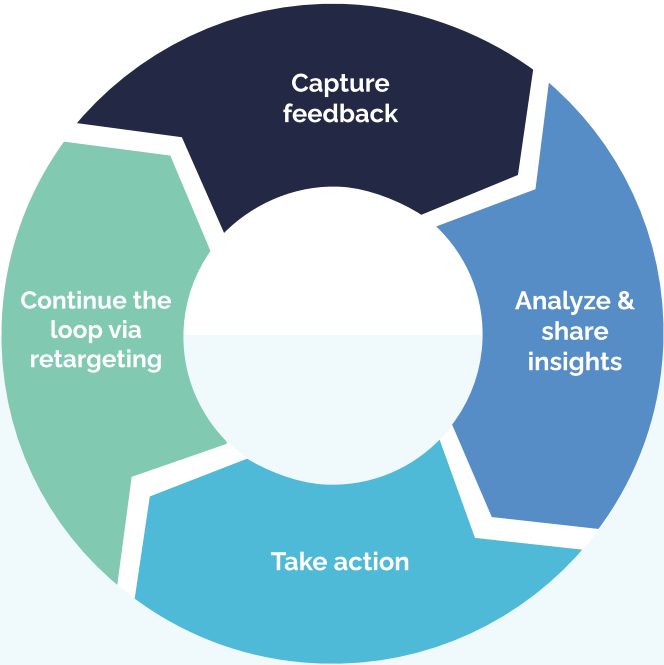 Capture
feedback
Analyze &
share
insights
Take action
Continue the
loop via
retargeting